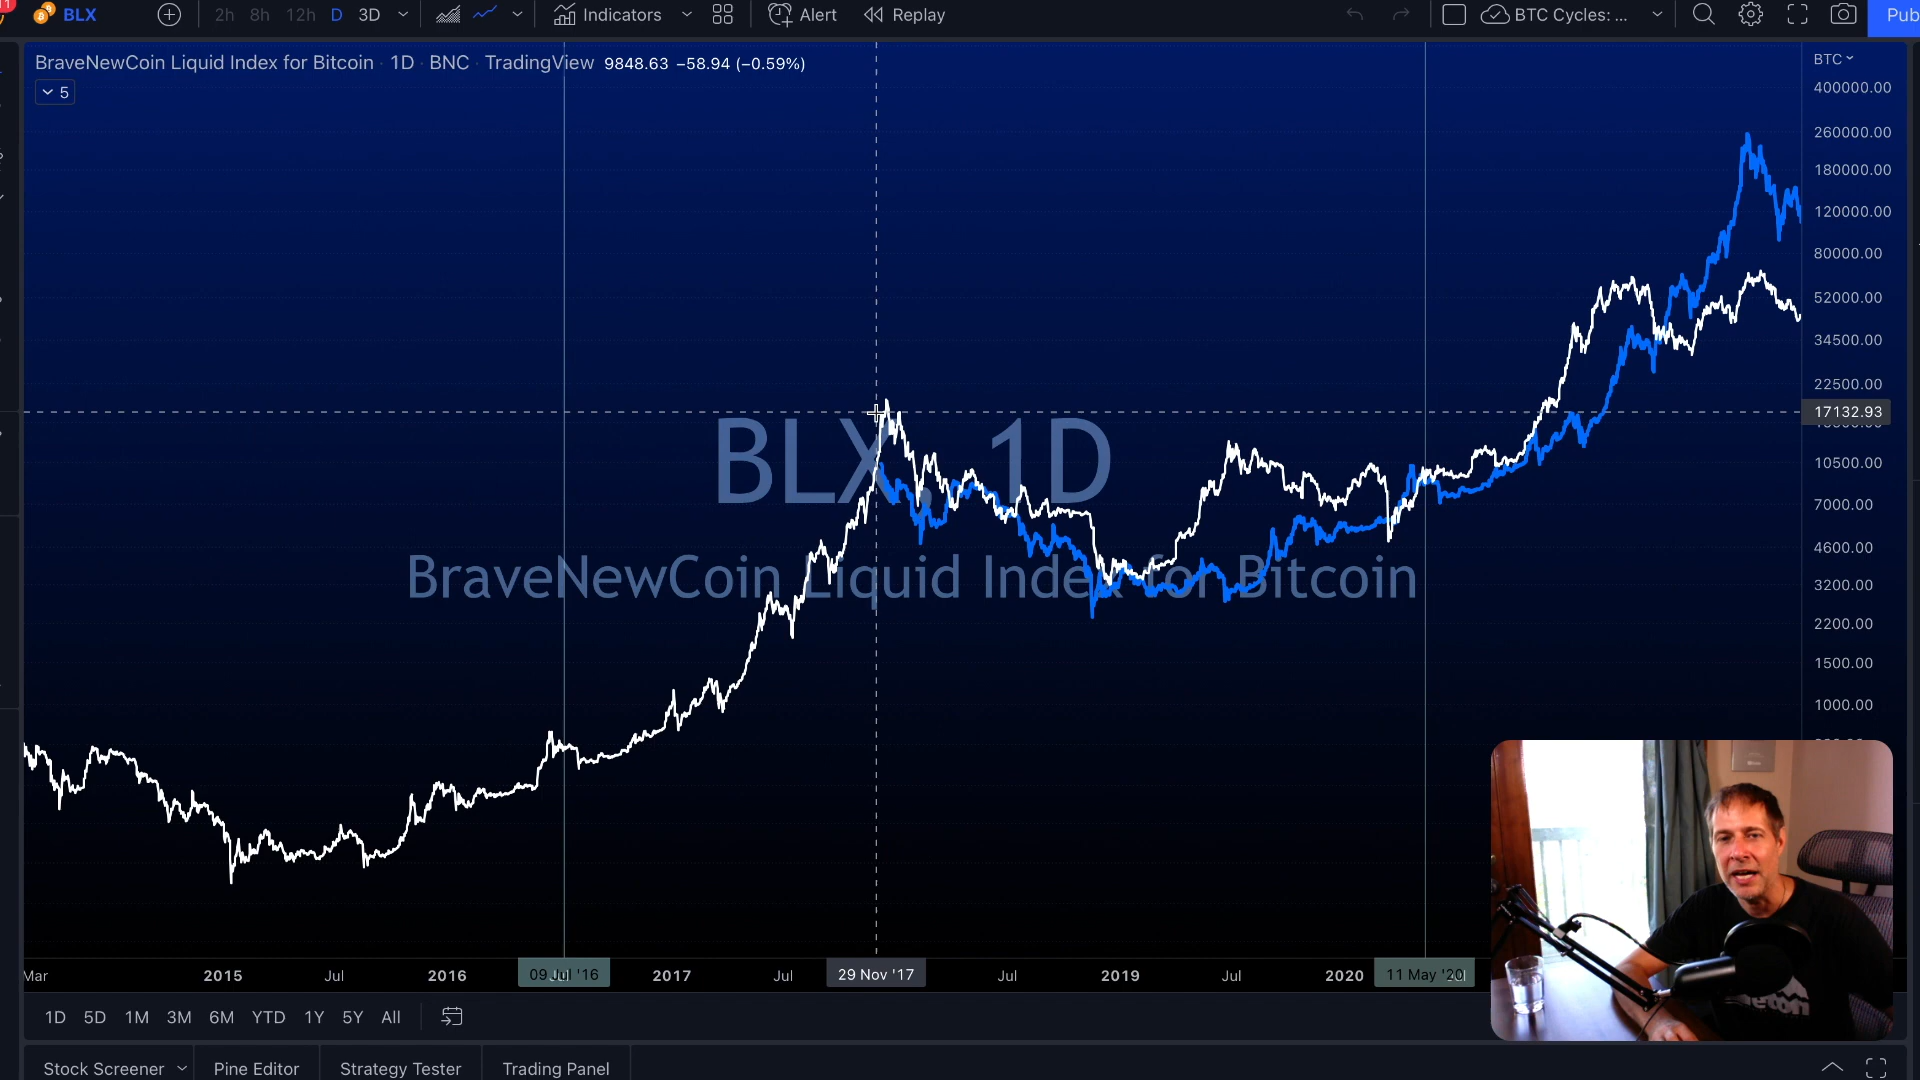 11 BLX 2h 8h 12h D 3D Indicators Alert Replay BTC Cycles: ... Pub
BraveNewCoin Liquid Index for Bitcoin · 1D · BNC · TradingView 9848.63 −58.94 (−0.59%)
5
BTC
400000.00
260000.00
180000.00
120000.00
80000.00
52000.00
34500.00
22500.00
17132.93
10500.00
7000.00
4600.00
3200.00
2200.00
1500.00
1000.00
BLX, 1D
BraveNewCoin Liquid Index for Bitcoin
Mar 2015 Jul 2016 09 Jul '16 2017 Jul 29 Nov '17 Jul 2019 Jul 2020 11 May '20
1D 5D 1M 3M 6M YTD 1Y 5Y All
Stock Screener Pine Editor Strategy Tester Trading Panel